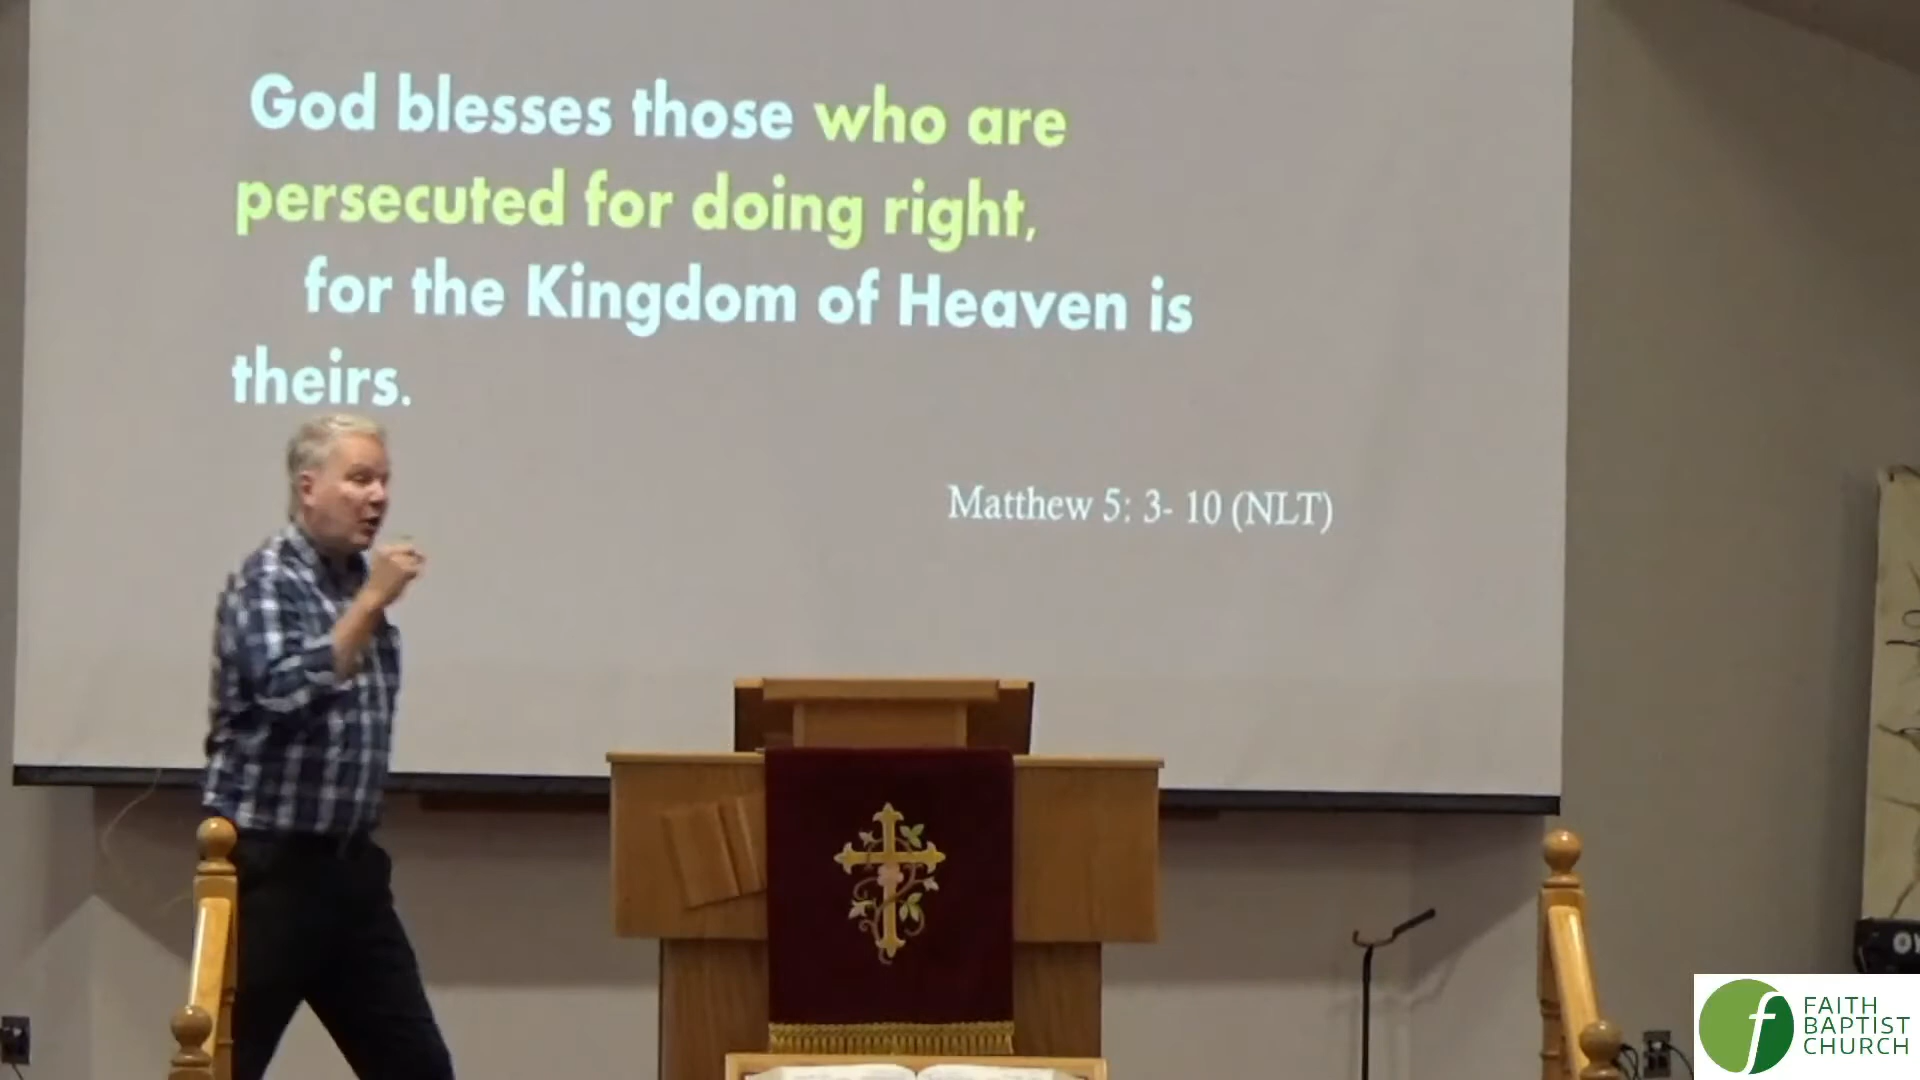 God blesses those who are
persecuted for doing right,
for the Kingdom of Heaven is
theirs.
Matthew 5: 3- 10 (NLT)
f FAITH
BAPTIST
CHURCH